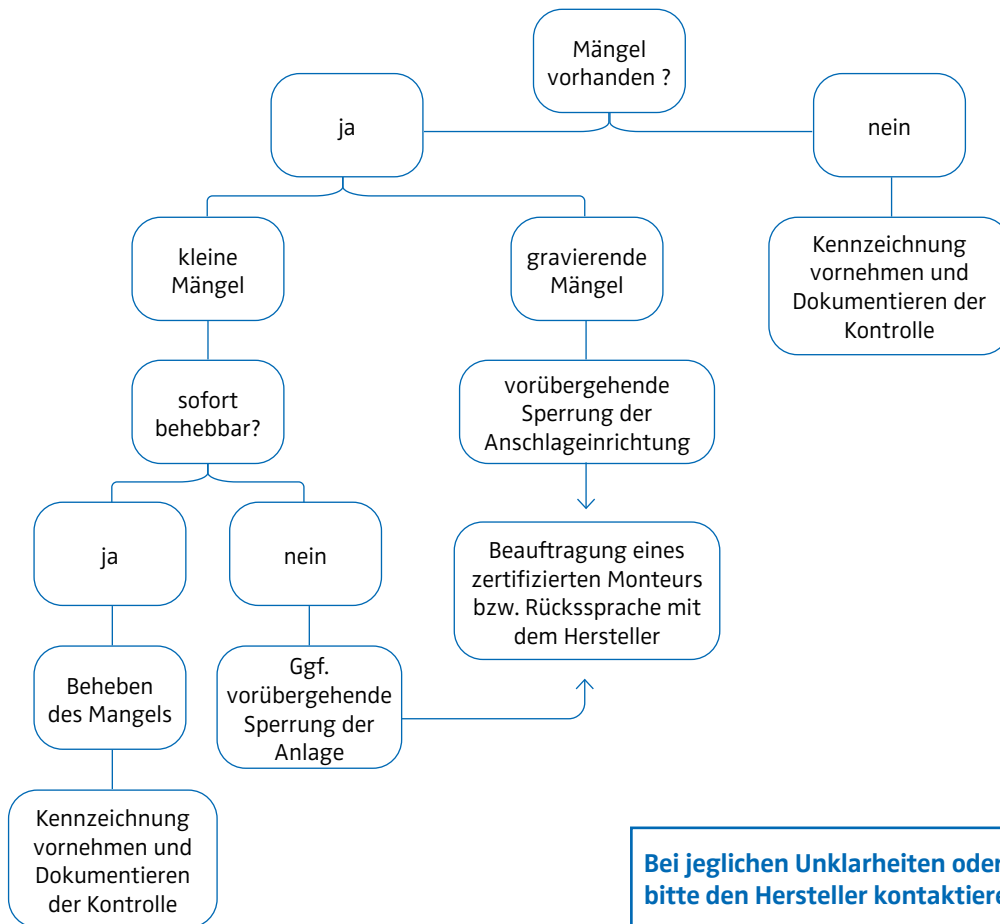 Mängel
vorhanden ?
ja
nein
kleine
Mängel
gravierende
Mängel
Kennzeichnung
vornehmen und
Dokumentieren der
Kontrolle
sofort
behebbar?
vorübergehende
Sperrung der
Anschlageinrichtung
ja
nein
Beauftragung eines
zertifizierten Monteurs
bzw. Rückssprache mit
dem Hersteller
Beheben
des Mangels
Ggf.
vorübergehende
Sperrung der
Anlage
Kennzeichnung
vornehmen und
Dokumentieren
der Kontrolle
Bei jeglichen Unklarheiten oder
bitte den Hersteller kontaktiere